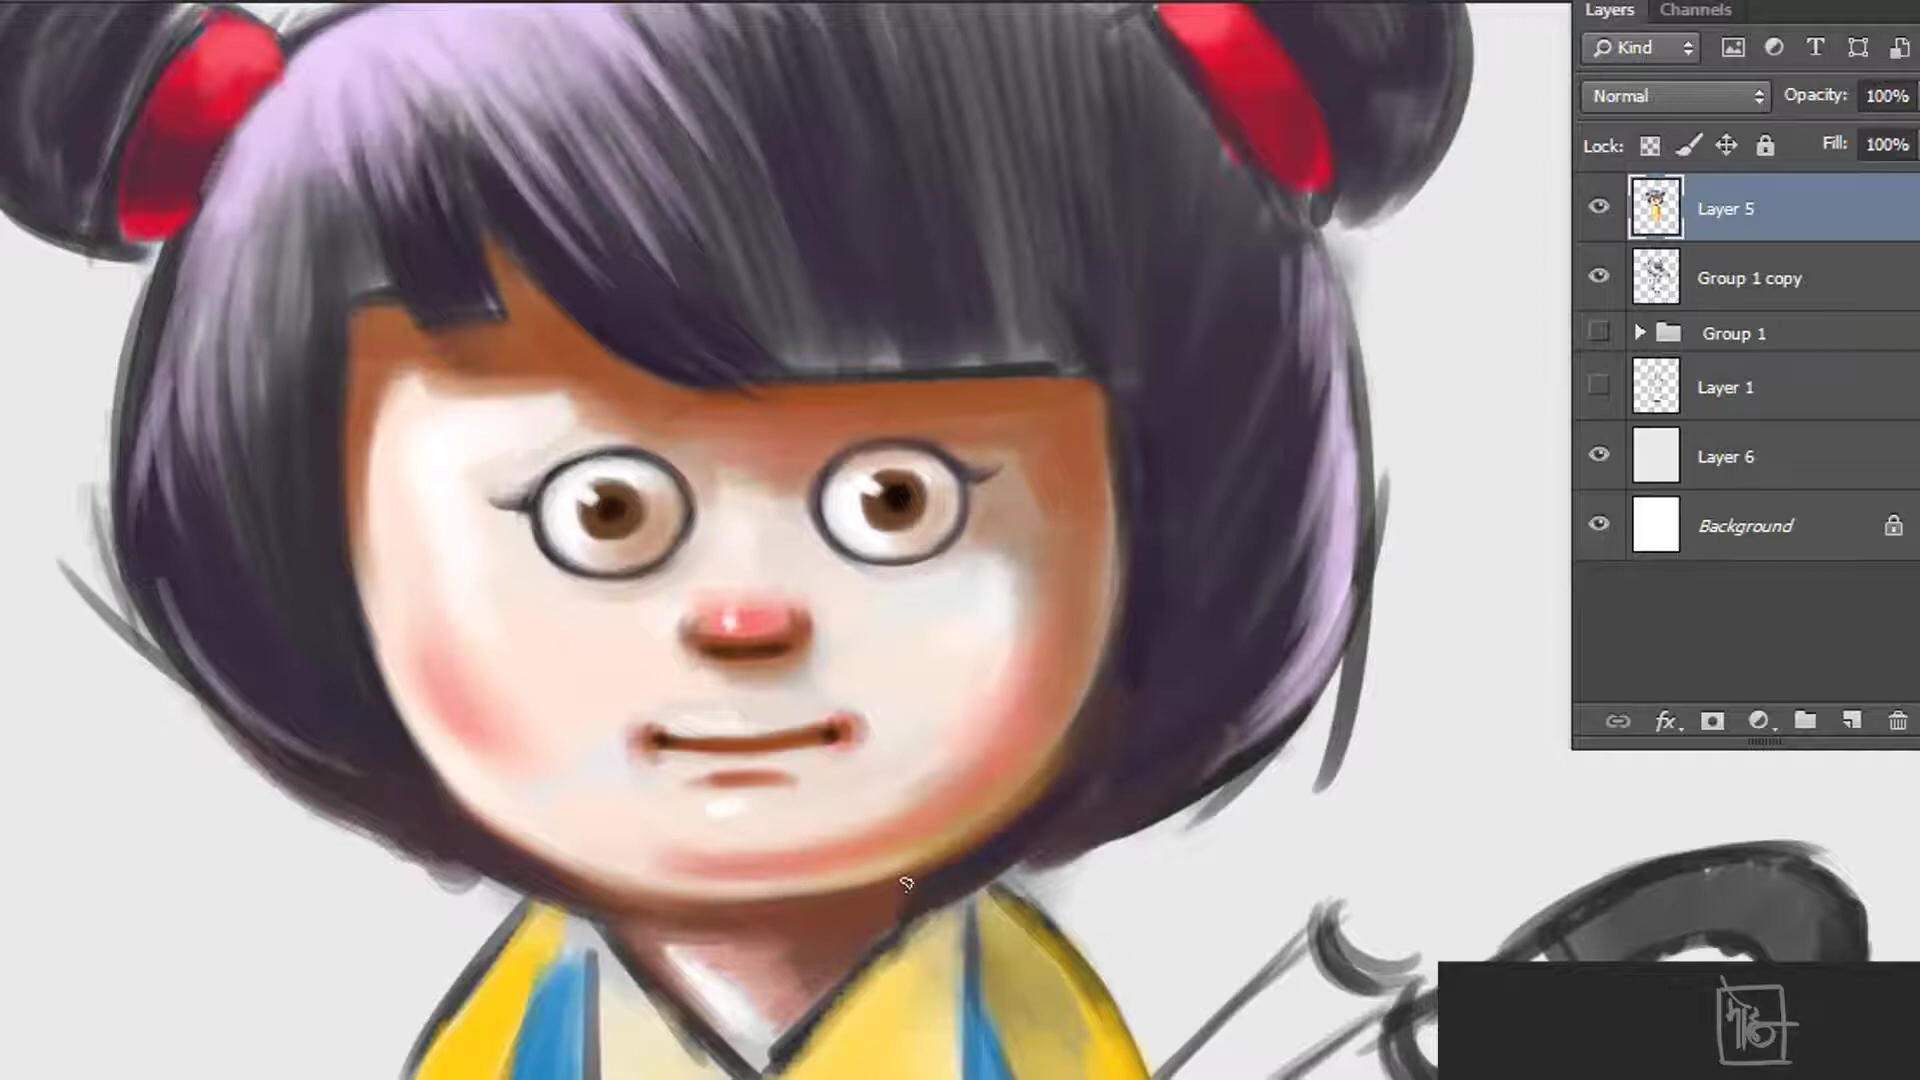 Layers Channels
Kind
Normal Opacity: 100%
Lock: Fill: 100%
Layer 5
Group 1 copy
Group 1
Layer 1
Layer 6
Background
fx